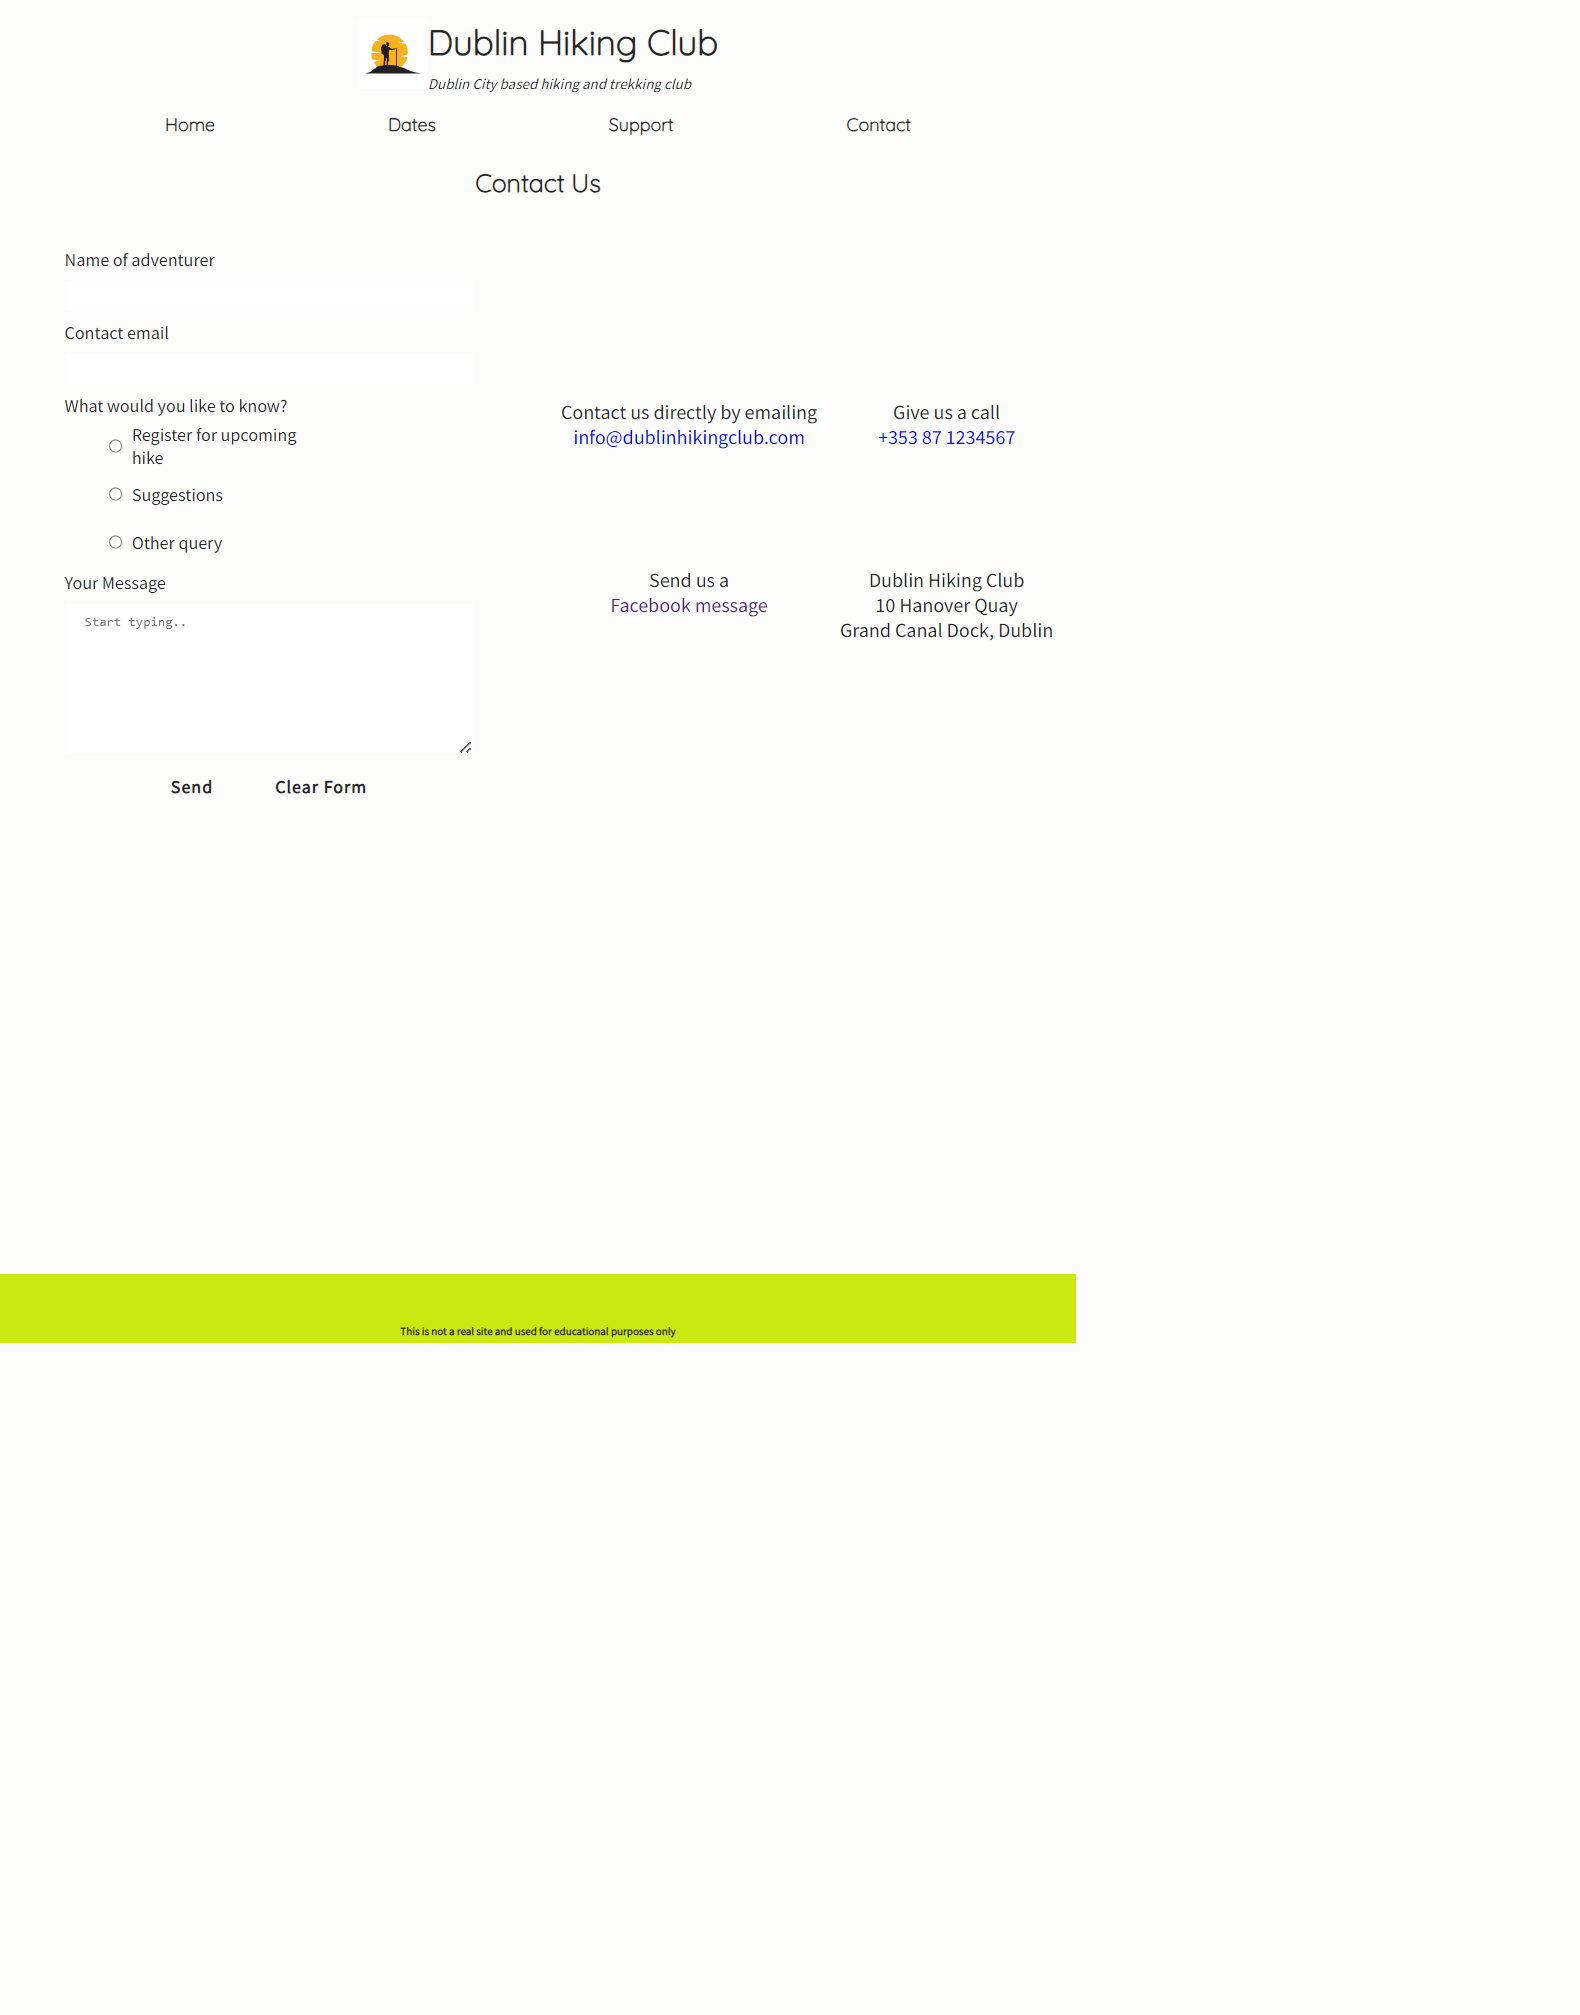 Dublin Hiking Club
Dublin City based hiking and trekking club
Home
Dates
Support
Contact
Contact Us
Name of adventurer
Contact email
What would you like to know?
Register for upcoming
hike
Suggestions
Other query
Your Message
Start typing..
Send
Clear Form
Contact us directly by emailing
info@dublinhikingclub.com
Give us a call
+353 87 1234567
Send us a
Facebook message
Dublin Hiking Club
10 Hanover Quay
Grand Canal Dock, Dublin
This is not a real site and used for educational purposes only